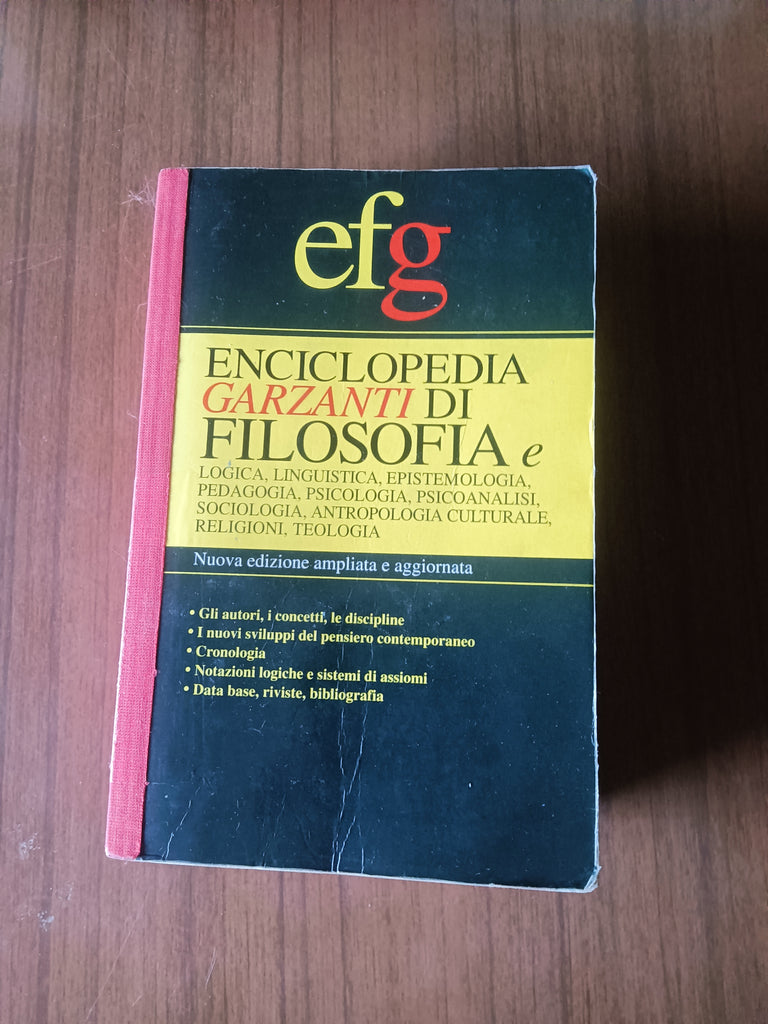 efg
ENCICLOPEDIA
GARZANTI DI
FILOSOFIA e
LOGICA, LINGUISTICA, EPISTEMOLOGIA,
PEDAGOGIA, PSICOLOGIA, PSICOANALISI,
SOCIOLOGIA, ANTROPOLOGIA CULTURALE,
RELIGIONI, TEOLOGIA
Nuova edizione ampliata e aggiornata
• Gli autori, i concetti, le discipline
• I nuovi sviluppi del pensiero contemporaneo
• Cronologia
• Notazioni logiche e sistemi di assiomi
• Data base, riviste, bibliografia